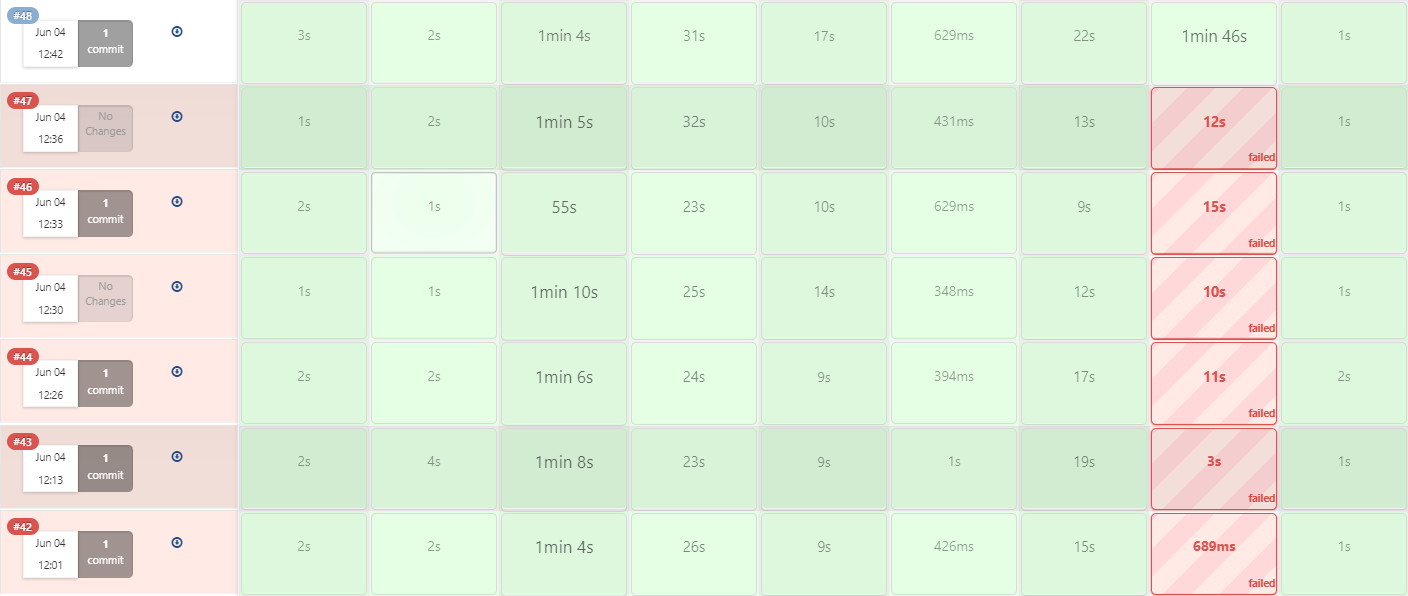 #48
Jun 04
12:42
1
commit
3s
2s
1min 4s
31s
17s
629ms
22s
1min 46s
1s
#47
Jun 04
12:36
No
Changes
1s
2s
1min 5s
32s
10s
431ms
13s
12s
failed
1s
#46
Jun 04
12:33
1
commit
2s
1s
55s
23s
10s
629ms
9s
15s
failed
1s
#45
Jun 04
12:30
No
Changes
1s
1s
1min 10s
25s
14s
348ms
12s
10s
failed
1s
#44
Jun 04
12:26
1
commit
2s
2s
1min 6s
24s
9s
394ms
17s
11s
failed
2s
#43
Jun 04
12:13
1
commit
2s
4s
1min 8s
23s
9s
1s
19s
3s
failed
1s
#42
Jun 04
12:01
1
commit
2s
2s
1min 4s
26s
9s
426ms
15s
689ms
failed
1s